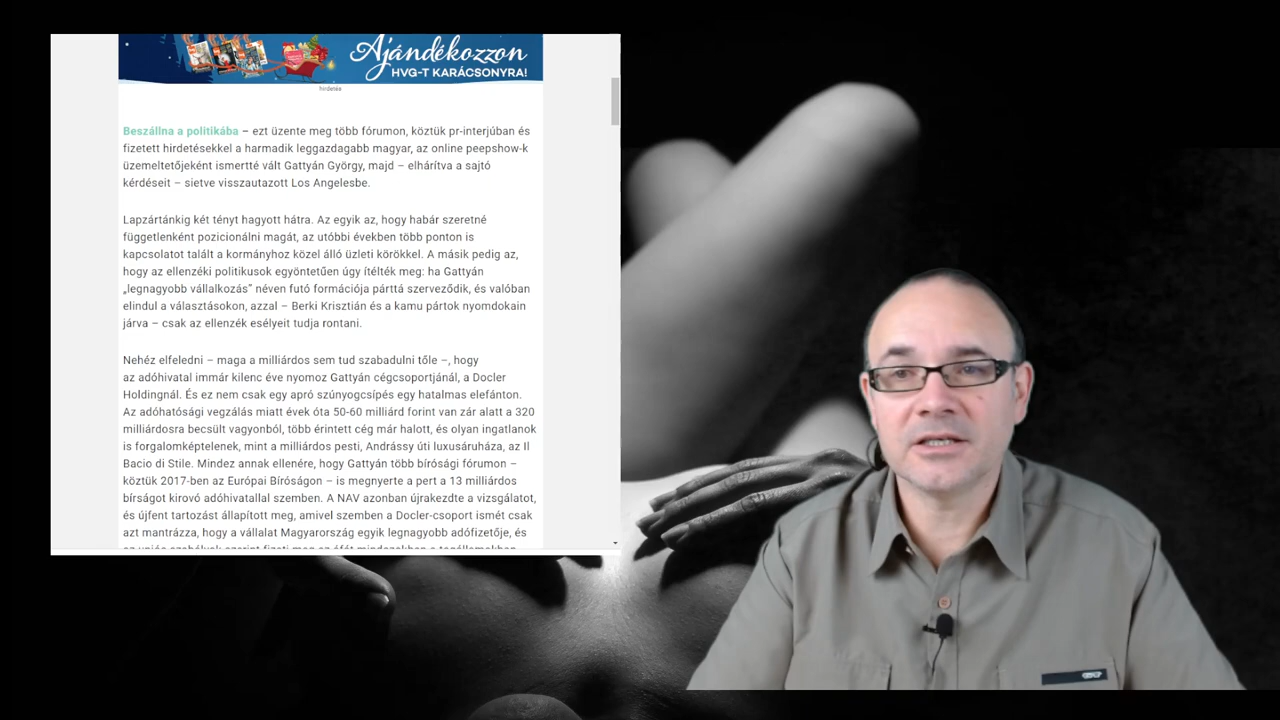 Ajándékozzon
HVG-T KARÁCSONYRA!
hirdetés
Beszállna a politikába – ezt üzente meg több fórumon, köztük pr-interjúban és
fizetett hirdetésekkel a harmadik leggazdagabb magyar, az online peepshow-k
üzemeltetőjeként ismertté vált Gattyán György, majd – elhárítva a sajtó
kérdéseit – sietve visszautazott Los Angelesbe.
Lapzártánkig két tényt hagyott hátra. Az egyik az, hogy habár szeretné
függetlenként pozicionálni magát, az utóbbi években több ponton is
kapcsolatot talált a kormányhoz közel álló üzleti körökkel. A másik pedig az,
hogy az ellenzéki politikusok egyöntetűen úgy ítélték meg: ha Gattyán
„legnagyobb vállalkozás” néven futó formációja párttá szerveződik, és valóban
elindul a választásokon, azzal – Berki Krisztián és a kamu pártok nyomdokain
járva – csak az ellenzék esélyeit tudja rontani.
Nehéz elfeledni – maga a milliárdos sem tud szabadulni tőle –, hogy
az adóhivatal immár kilenc éve nyomoz Gattyán cégcsoportjánál, a Docler
Holdingnál. És ez nem csak egy apró szúnyogcsípés egy hatalmas elefánton.
Az adóhatósági vegzálás miatt évek óta 50-60 milliárd forint van zár alatt a 320
milliárdosra becsült vagyonból, több érintett cég már halott, és olyan ingatlanok
is forgalomképtelenek, mint a milliárdos pesti, Andrássy úti luxusáruháza, az Il
Bacio di Stile. Mindez annak ellenére, hogy Gattyán több bírósági fórumon –
köztük 2017-ben az Európai Bíróságon – is megnyerte a pert a 13 milliárdos
bírságot kirovó adóhivatallal szemben. A NAV azonban újrakezdte a vizsgálatot,
és újfent tartozást állapított meg, amivel szemben a Docler-csoport ismét csak
azt mantrázza, hogy a vállalat Magyarország egyik legnagyobb adófizetője, és